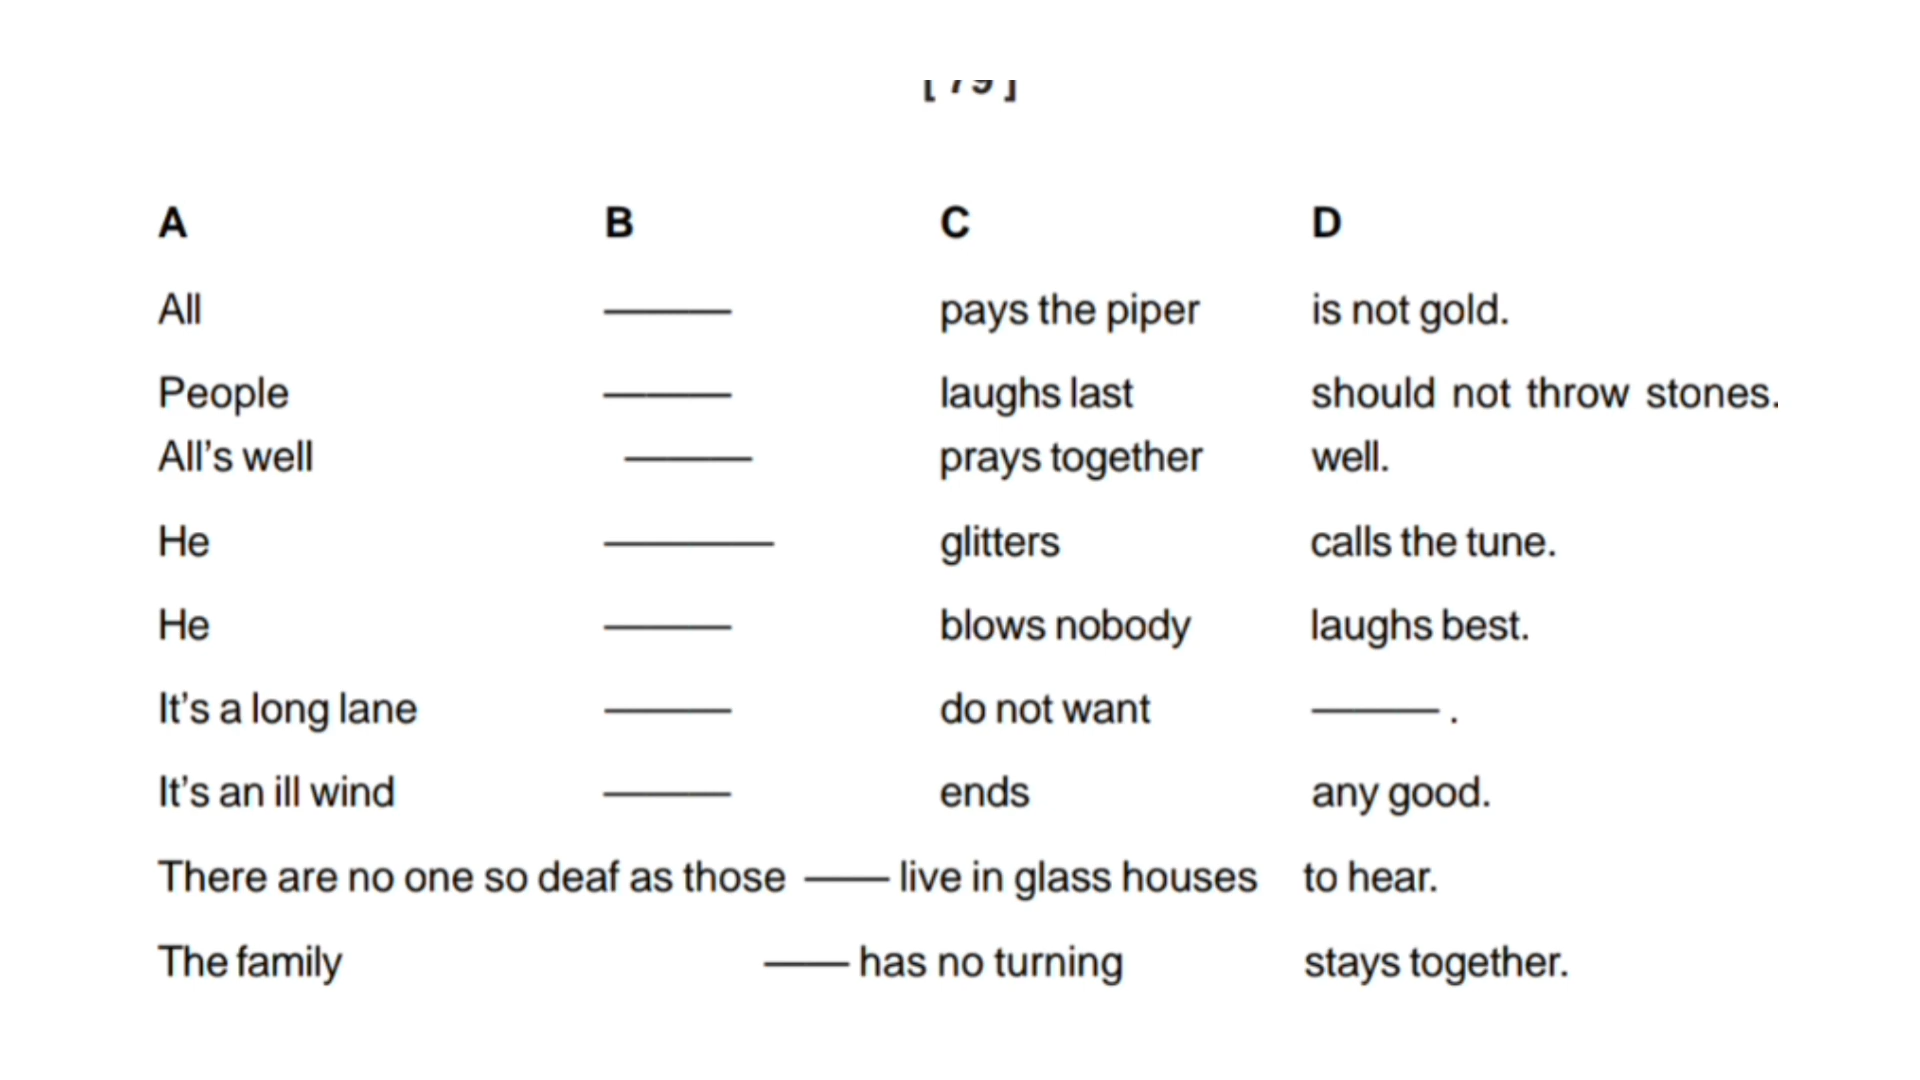 [ 79 ]
A B C D
All ——— pays the piper is not gold.
People ——— laughs last should not throw stones.
All’s well ——— prays together well.
He ———— glitters calls the tune.
He ——— blows nobody laughs best.
It’s a long lane ——— do not want ——— .
It’s an ill wind ——— ends any good.
There are no one so deaf as those —— live in glass houses to hear.
The family —— has no turning stays together.